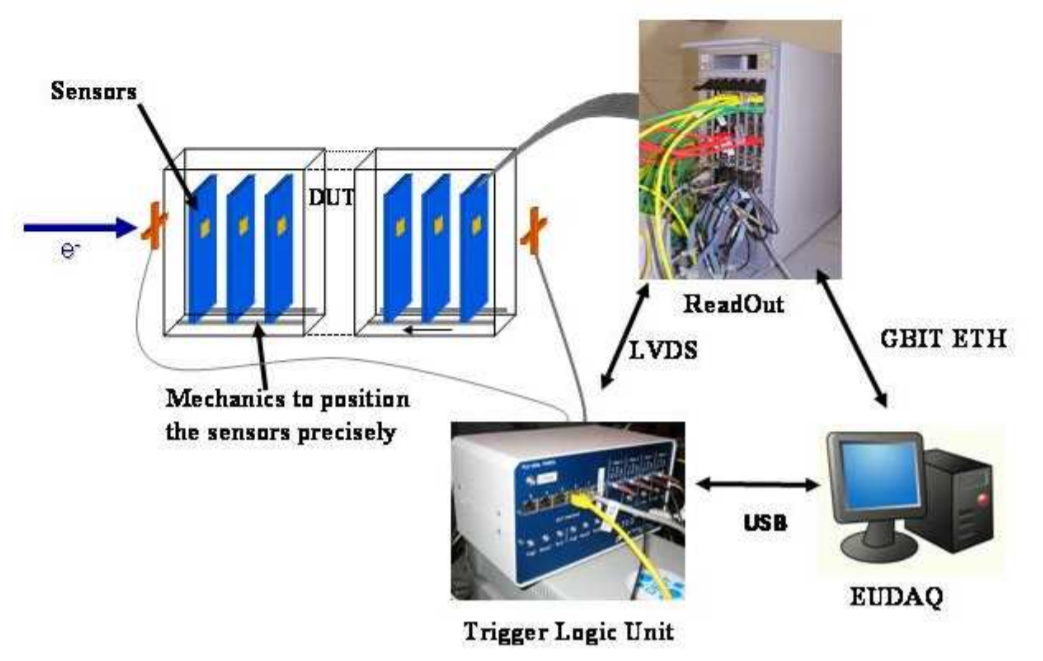 Sensors
DUT
e-
ReadOut
LVDS
GBIT ETH
Mechanics to position
the sensors precisely
USB
EUDAQ
Trigger Logic Unit